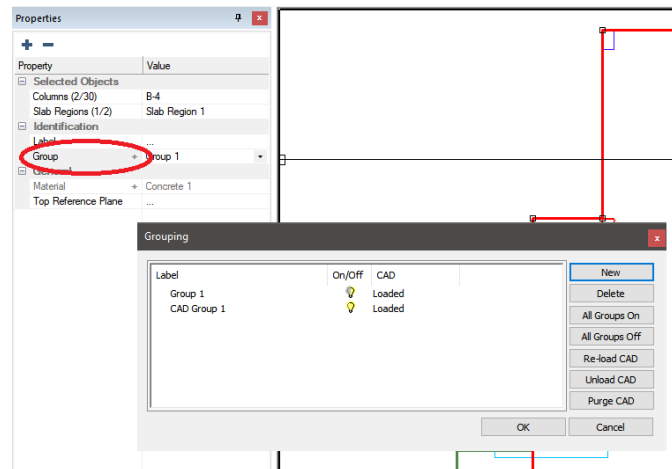 Properties
Property Value
Selected Objects
Columns (2/30) B-4
Slab Regions (1/2) Slab Region 1
Identification
Label ...
Group + Group 1
General
Material + Concrete 1
Top Reference Plane ...
Grouping
Label On/Off CAD
Group 1 Loaded
CAD Group 1 Loaded
New
Delete
All Groups On
All Groups Off
Re-load CAD
Unload CAD
Purge CAD
OK Cancel